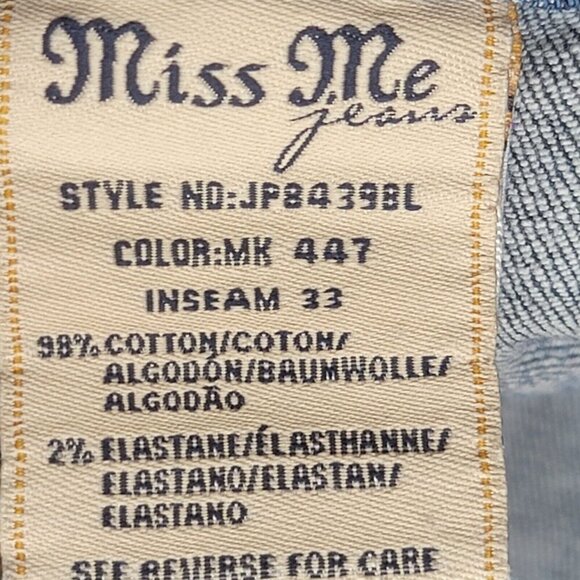 Miss Me
jeans
STYLE NO:JP8439BL
COLOR:MK 447
INSEAM 33
98% COTTON/COTON/
ALGODÓN/BAUMWOLLE/
ALGODÃO
2% ELASTANE/ÉLASTHANNE/
ELASTANO/ELASTAN/
ELASTANO
SEE REVERSE FOR CARE